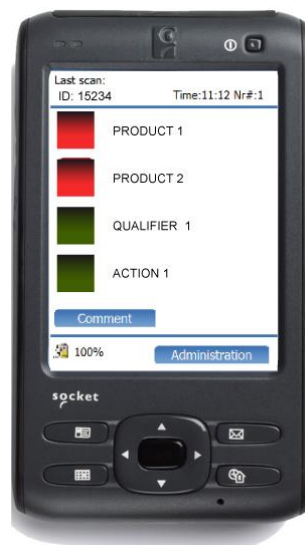 Last scan:
ID: 15234 Time:11:12 Nr#:1
PRODUCT 1
PRODUCT 2
QUALIFIER 1
ACTION 1
Comment
100% Administration
socket